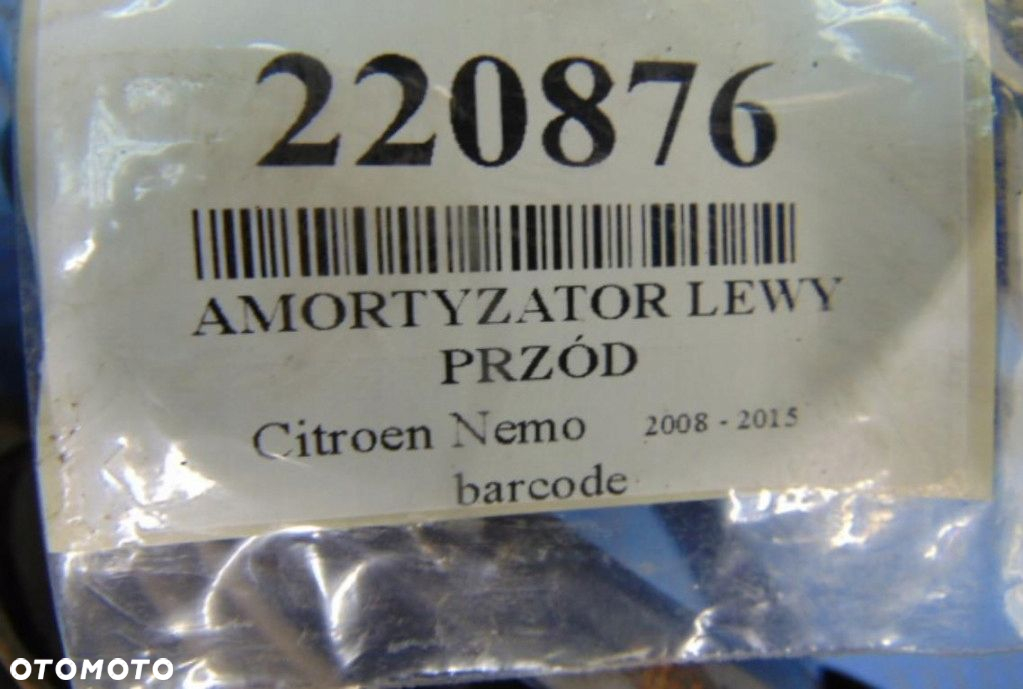 220876
AMORTYZATOR LEWY
PRZÓD
Citroen Nemo 2008 - 2015
barcode
OTOMOTO